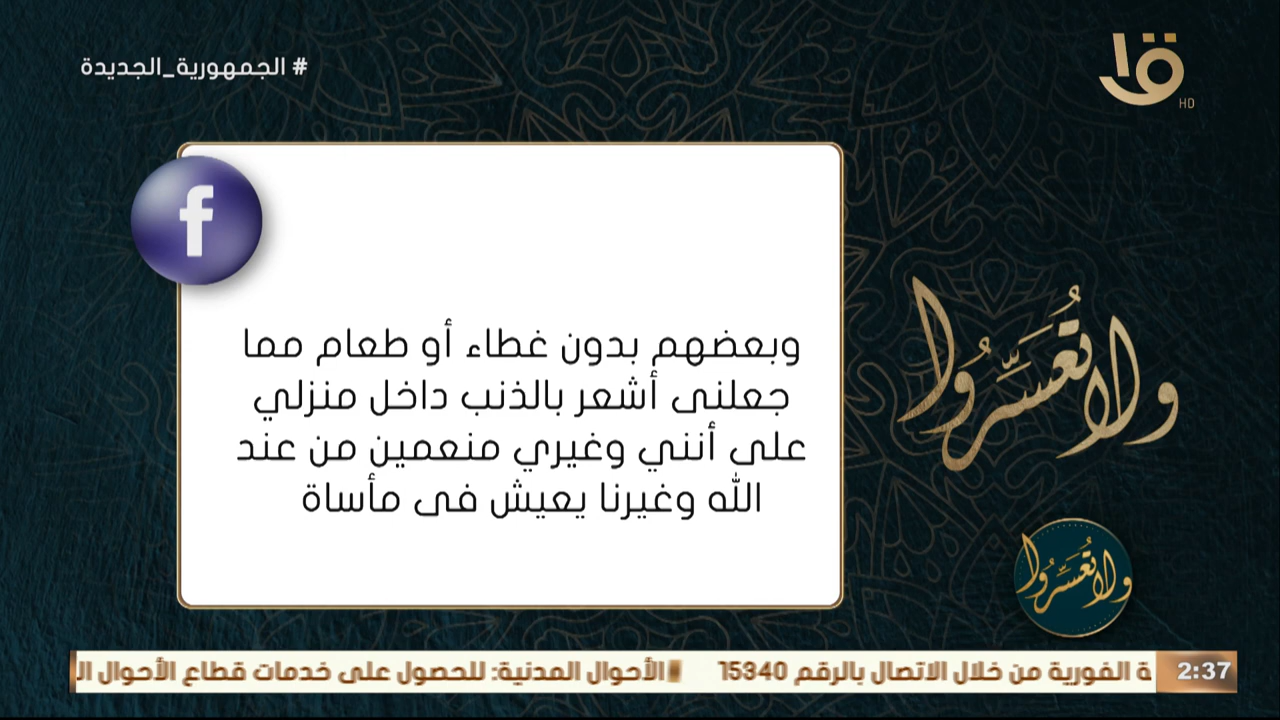 # الجمهورية_الجديدة
HD
وبعضهم بدون غطاء أو طعام مما
جعلنى أشعر بالذنب داخل منزلي
على أنني وغيري منعمين من عند
الله وغيرنا يعيش فى مأساة
ولا تُعَسِّرُوا
ولا تُعَسِّرُوا
2:37 ة الفورية من خلال الاتصال بالرقم 15340 الأحوال المدنية: للحصول على خدمات قطاع الأحوال ال